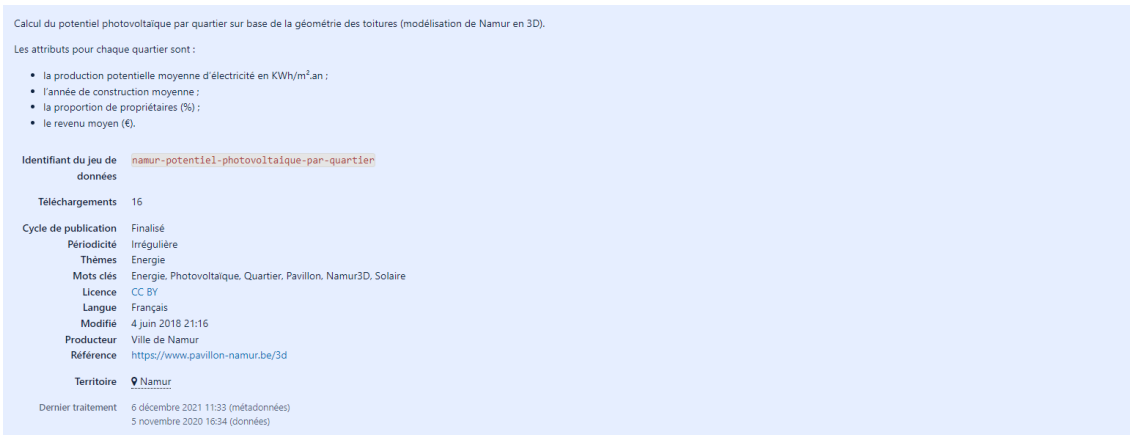 Calcul du potentiel photovoltaïque par quartier sur base de la géométrie des toitures (modélisation de Namur en 3D).
Les attributs pour chaque quartier sont :
• la production potentielle moyenne d'électricité en KWh/m².an ;
• l'année de construction moyenne ;
• la proportion de propriétaires (%) ;
• le revenu moyen (€).
Identifiant du jeu de données namur-potentiel-photovoltaique-par-quartier
Téléchargements 16
Cycle de publication Finalisé
Périodicité Irrégulière
Thèmes Energie
Mots clés Energie, Photovoltaïque, Quartier, Pavillon, Namur3D, Solaire
Licence CC BY
Langue Français
Modifié 4 juin 2018 21:16
Producteur Ville de Namur
Référence https://www.pavillon-namur.be/3d
Territoire Namur
Dernier traitement 6 décembre 2021 11:33 (métadonnées)
5 novembre 2020 16:34 (données)